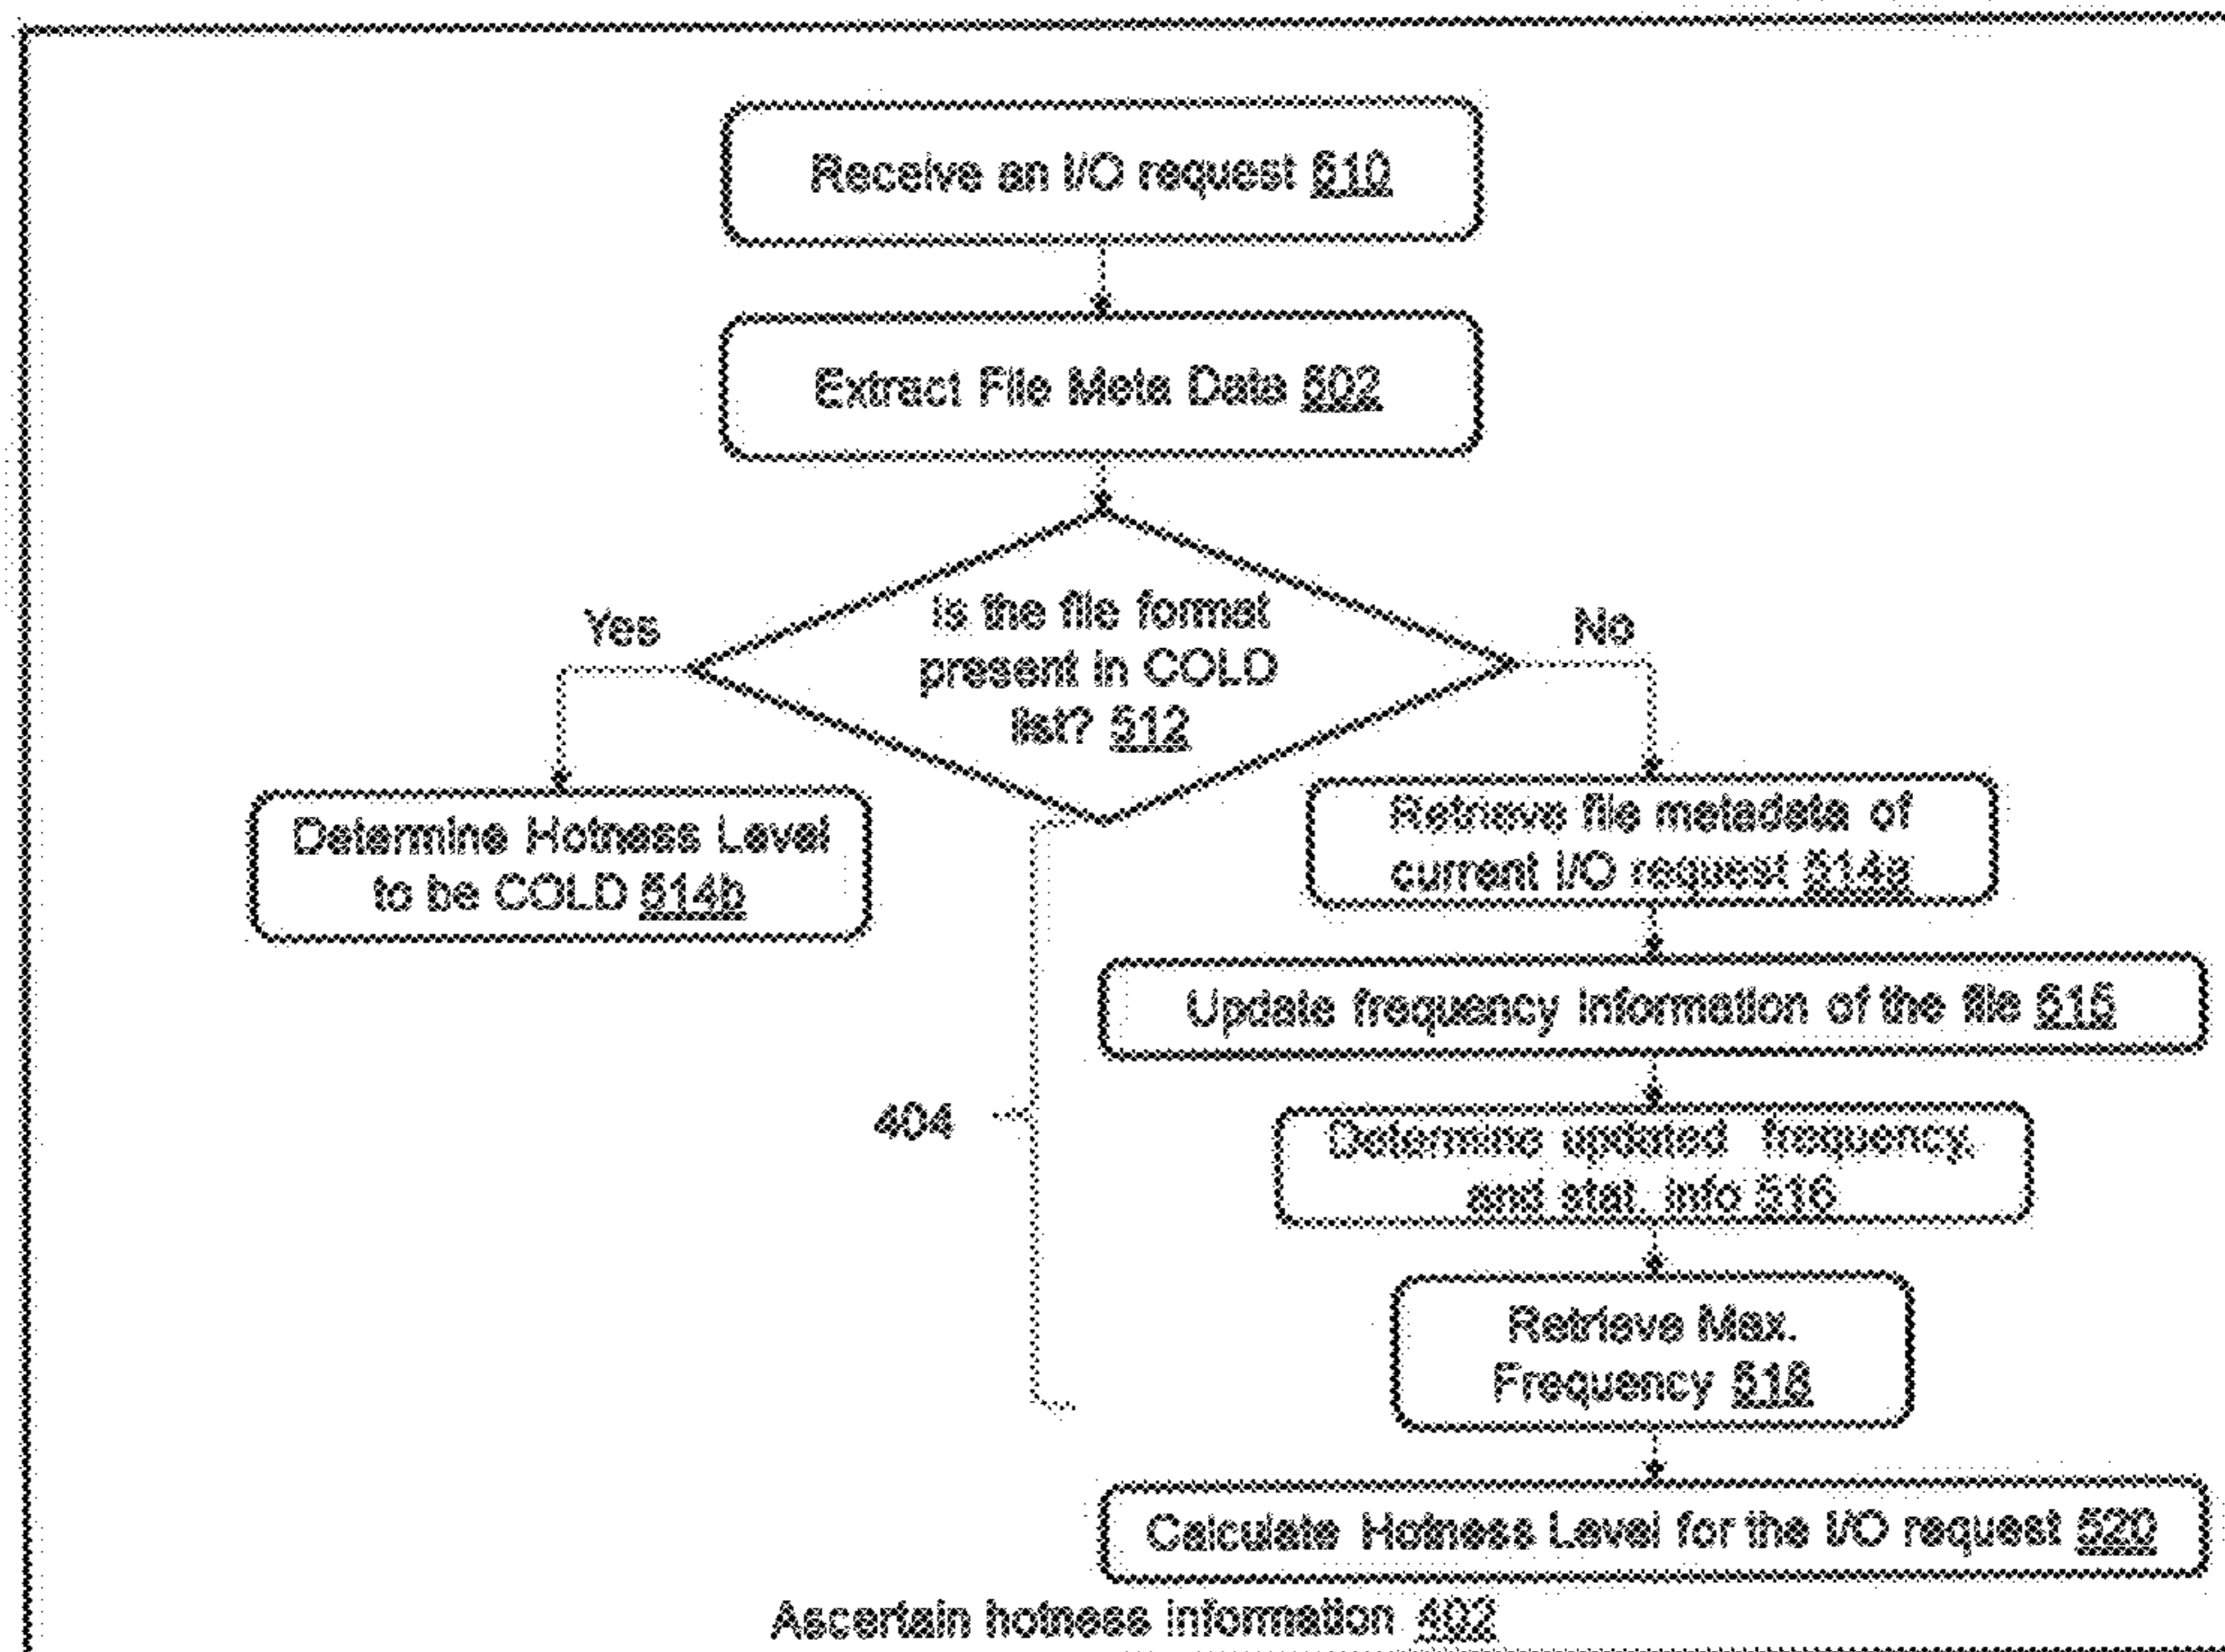 Receive an I/O request 510
Extract File Meta Data 502
Is the file format
present in COLD
list? 512
Yes
No
Determine Hotness Level
to be COLD 514b
Retrieve file metadata of
current I/O request 514a
Update frequency information of the file 515
404
Determine updated frequency,
and stat. info 516
Retrieve Max.
Frequency 518
Calculate Hotness Level for the I/O request 520
Ascertain hotness information 402